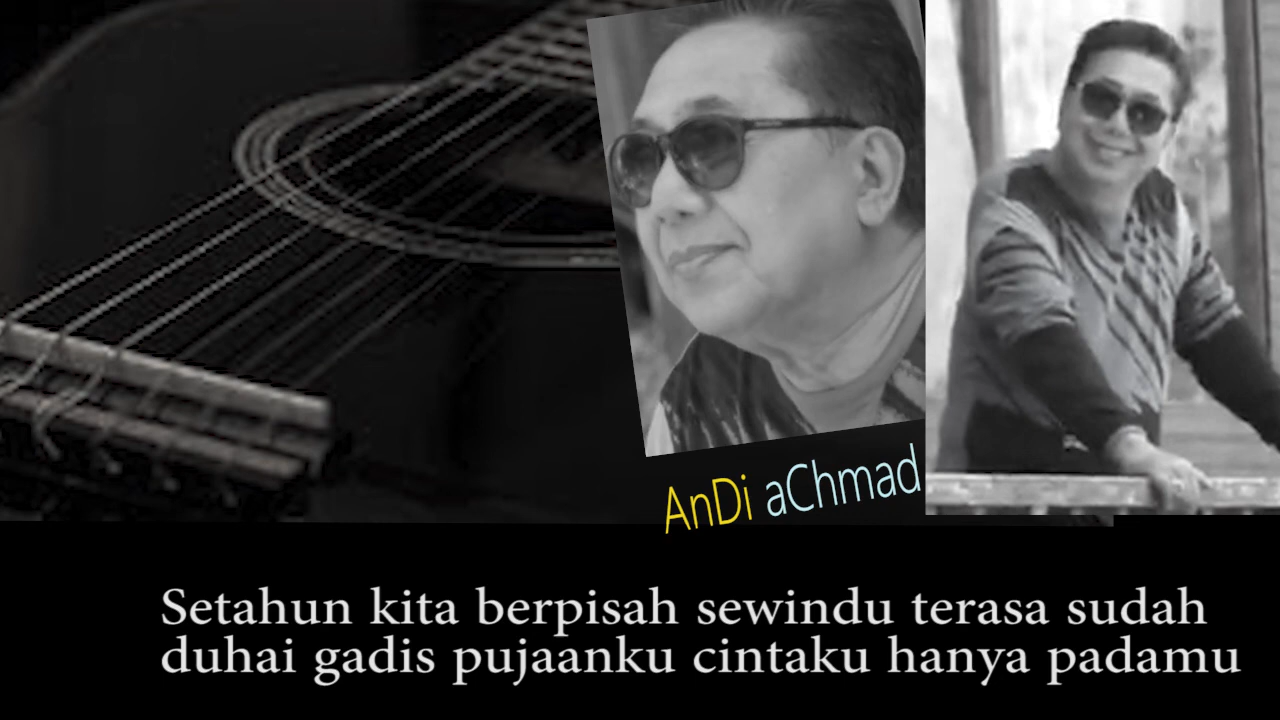 AnDi aChmad
Setahun kita berpisah sewindu terasa sudah
duhai gadis pujaanku cintaku hanya padamu